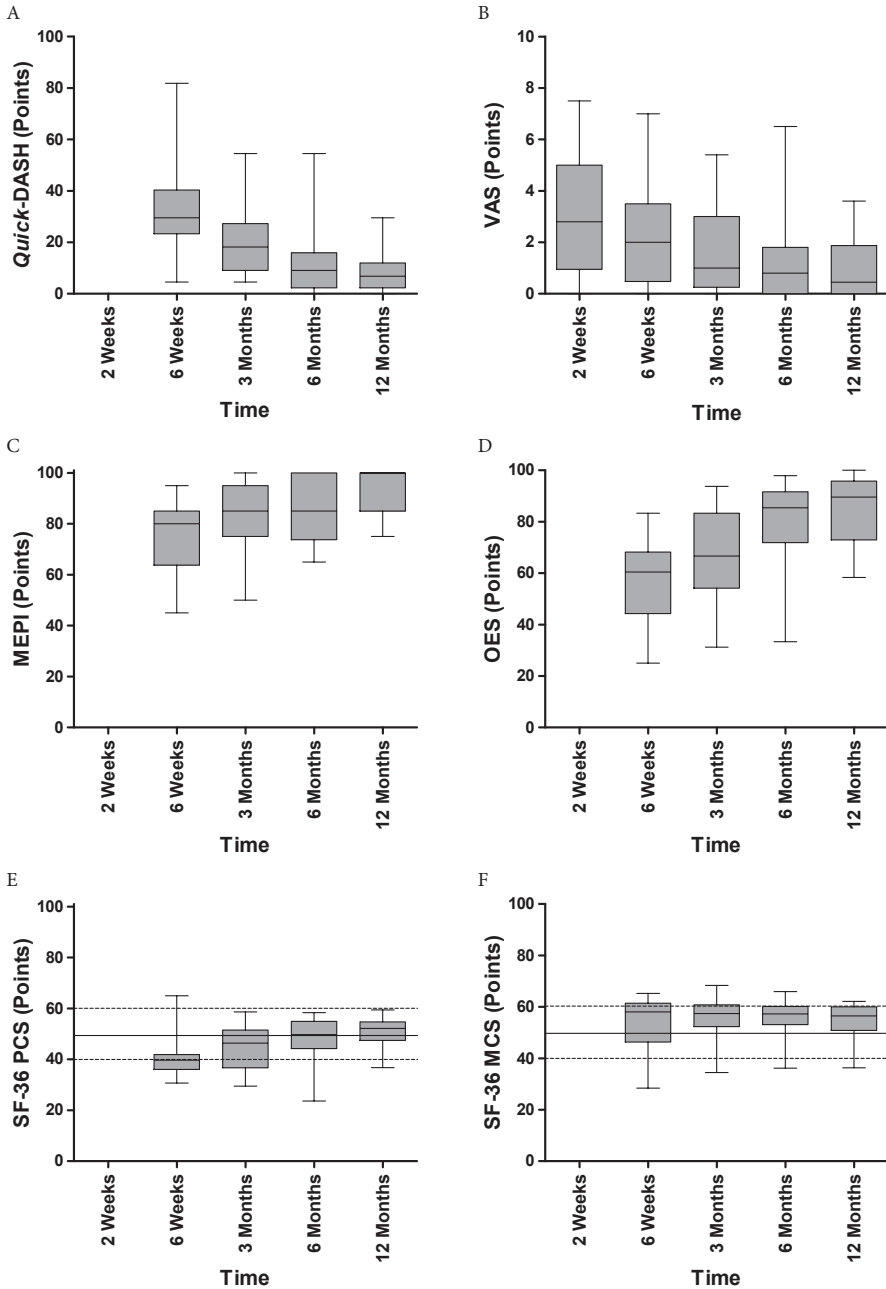 A
Quick-DASH (Points)
100
80
60
40
20
0
2 Weeks
6 Weeks
3 Months
6 Months
12 Months
Time
B
VAS (Points)
10
8
6
4
2
0
2 Weeks
6 Weeks
3 Months
6 Months
12 Months
Time
C
MEPI (Points)
100
80
60
40
20
0
2 Weeks
6 Weeks
3 Months
6 Months
12 Months
Time
D
OES (Points)
100
80
60
40
20
0
2 Weeks
6 Weeks
3 Months
6 Months
12 Months
Time
E
SF-36 PCS (Points)
100
80
60
40
20
0
2 Weeks
6 Weeks
3 Months
6 Months
12 Months
Time
F
SF-36 MCS (Points)
100
80
60
40
20
0
2 Weeks
6 Weeks
3 Months
6 Months
12 Months
Time